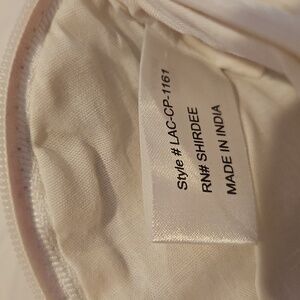 Style # LAC-CP-1161
RN# SHIRDEE
MADE IN INDIA